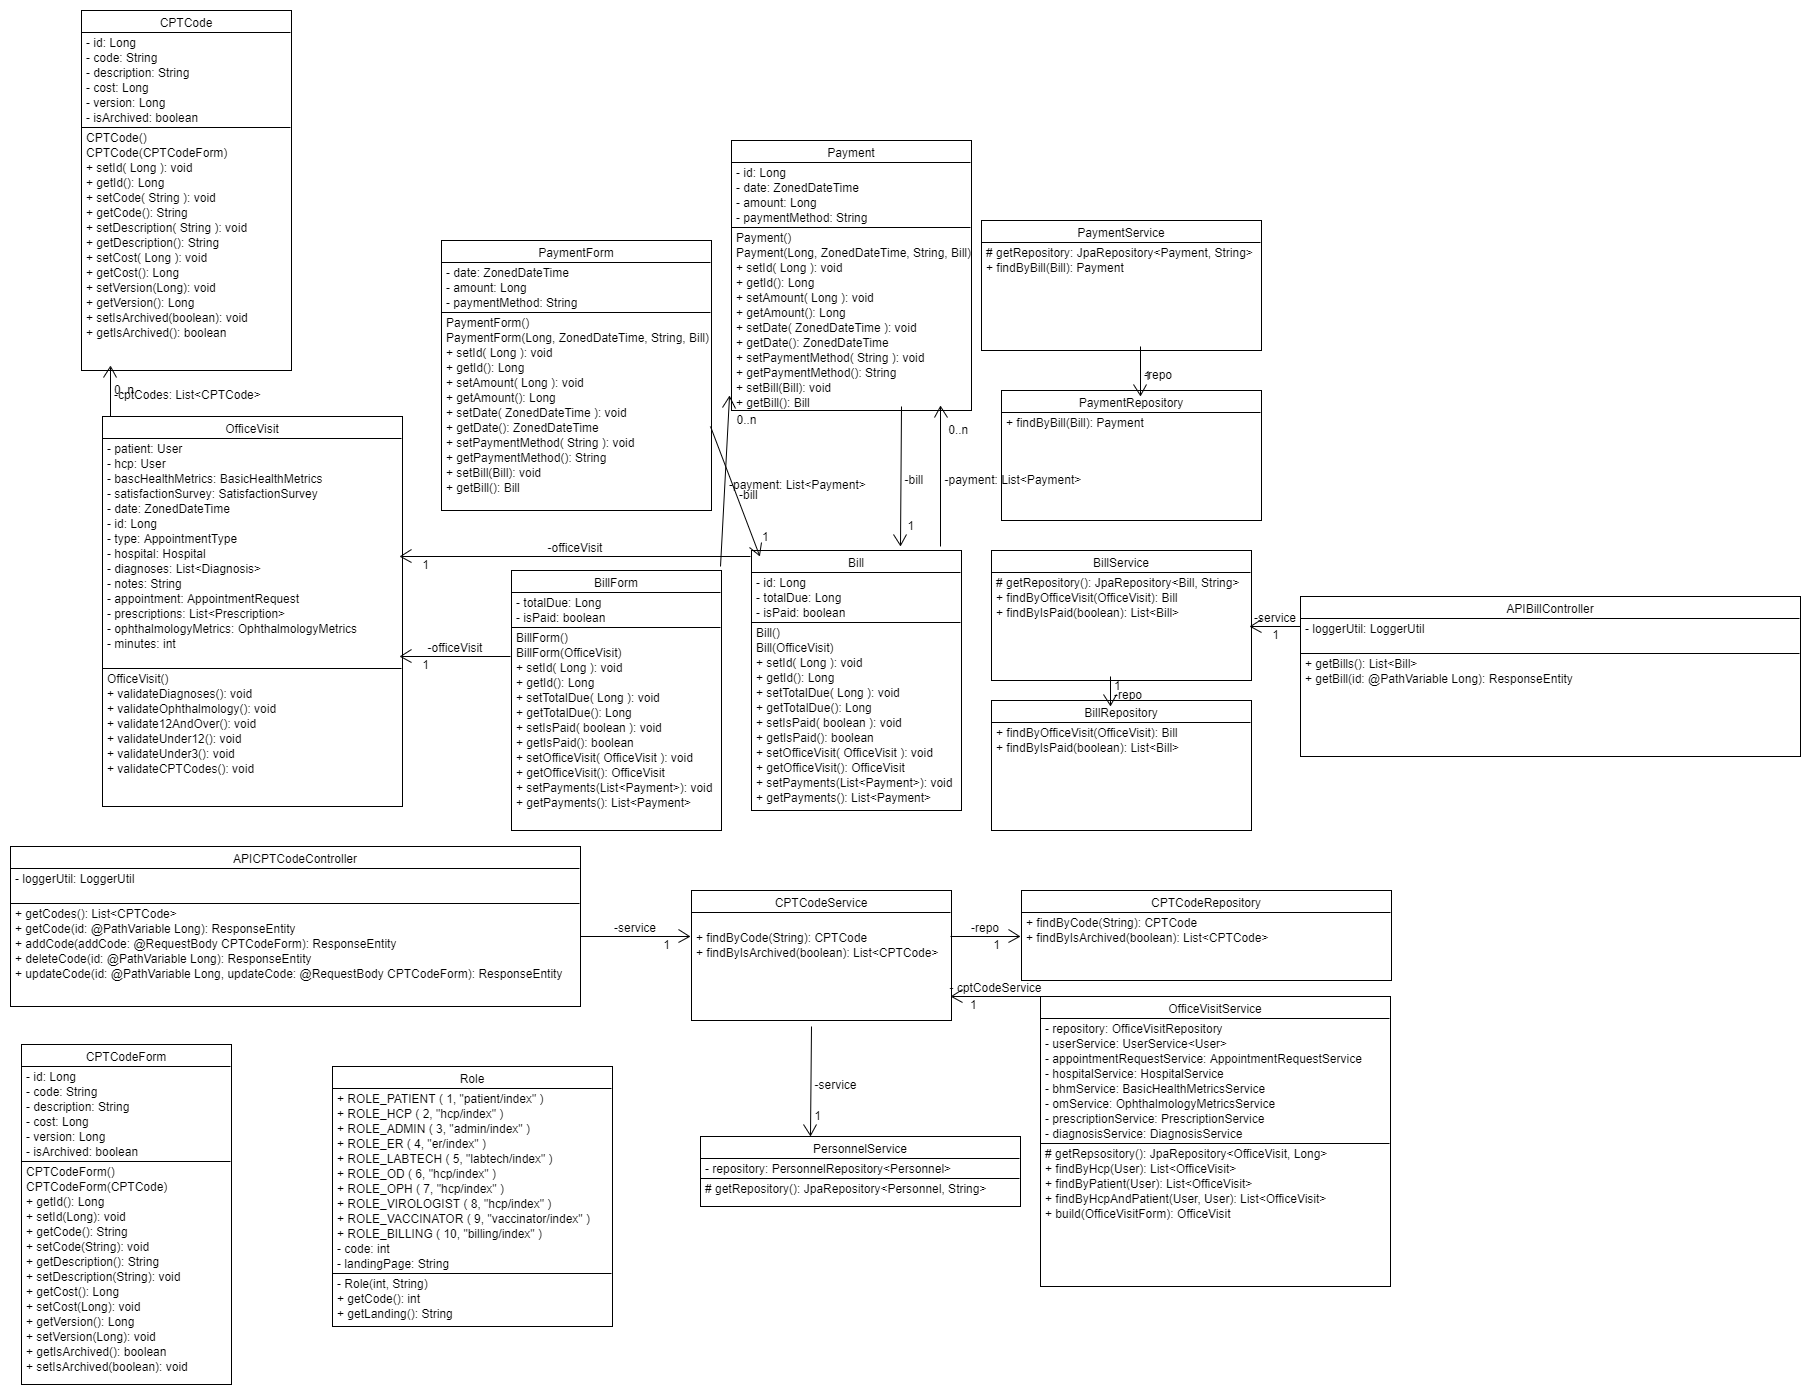 CPTCode
- id: Long
- code: String
- description: String
- cost: Long
- version: Long
- isArchived: boolean
CPTCode()
CPTCode(CPTCodeForm)
+ setId( Long ): void
+ getId(): Long
+ setCode( String ): void
+ getCode(): String
+ setDescription( String ): void
+ getDescription(): String
+ setCost( Long ): void
+ getCost(): Long
+ setVersion(Long): void
+ getVersion(): Long
+ setIsArchived(boolean): void
+ getIsArchived(): boolean
0..n
-cptCodes: List<CPTCode>
OfficeVisit
- patient: User
- hcp: User
- bascHealthMetrics: BasicHealthMetrics
- satisfactionSurvey: SatisfactionSurvey
- date: ZonedDateTime
- id: Long
- type: AppointmentType
- hospital: Hospital
- diagnoses: List<Diagnosis>
- notes: String
- appointment: AppointmentRequest
- prescriptions: List<Prescription>
- ophthalmologyMetrics: OphthalmologyMetrics
- minutes: int
OfficeVisit()
+ validateDiagnoses(): void
+ validateOphthalmology(): void
+ validate12AndOver(): void
+ validateUnder12(): void
+ validateUnder3(): void
+ validateCPTCodes(): void
PaymentForm
- date: ZonedDateTime
- amount: Long
- paymentMethod: String
PaymentForm()
PaymentForm(Long, ZonedDateTime, String, Bill)
+ setId( Long ): void
+ getId(): Long
+ setAmount( Long ): void
+ getAmount(): Long
+ setDate( ZonedDateTime ): void
+ getDate(): ZonedDateTime
+ setPaymentMethod( String ): void
+ getPaymentMethod(): String
+ setBill(Bill): void
+ getBill(): Bill
Payment
- id: Long
- date: ZonedDateTime
- amount: Long
- paymentMethod: String
Payment()
Payment(Long, ZonedDateTime, String, Bill)
+ setId( Long ): void
+ getId(): Long
+ setAmount( Long ): void
+ getAmount(): Long
+ setDate( ZonedDateTime ): void
+ getDate(): ZonedDateTime
+ setPaymentMethod( String ): void
+ getPaymentMethod(): String
+ setBill(Bill): void
+ getBill(): Bill
PaymentService
# getRepository: JpaRepository<Payment, String>
+ findByBill(Bill): Payment
1
-repo
PaymentRepository
+ findByBill(Bill): Payment
0..n
0..n
-payment: List<Payment>
-bill
-bill
-payment: List<Payment>
1
1
-officeVisit
1
-officeVisit
1
BillForm
- totalDue: Long
- isPaid: boolean
BillForm()
BillForm(OfficeVisit)
+ setId( Long ): void
+ getId(): Long
+ setTotalDue( Long ): void
+ getTotalDue(): Long
+ setIsPaid( boolean ): void
+ getIsPaid(): boolean
+ setOfficeVisit( OfficeVisit ): void
+ getOfficeVisit(): OfficeVisit
+ setPayments(List<Payment>): void
+ getPayments(): List<Payment>
Bill
- id: Long
- totalDue: Long
- isPaid: boolean
Bill()
Bill(OfficeVisit)
+ setId( Long ): void
+ getId(): Long
+ setTotalDue( Long ): void
+ getTotalDue(): Long
+ setIsPaid( boolean ): void
+ getIsPaid(): boolean
+ setOfficeVisit( OfficeVisit ): void
+ getOfficeVisit(): OfficeVisit
+ setPayments(List<Payment>): void
+ getPayments(): List<Payment>
BillService
# getRepository(): JpaRepository<Bill, String>
+ findByOfficeVisit(OfficeVisit): Bill
+ findByIsPaid(boolean): List<Bill>
-service
1
APIBillController
- loggerUtil: LoggerUtil
+ getBills(): List<Bill>
+ getBill(id: @PathVariable Long): ResponseEntity
1
-repo
BillRepository
+ findByOfficeVisit(OfficeVisit): Bill
+ findByIsPaid(boolean): List<Bill>
APICPTCodeController
- loggerUtil: LoggerUtil
+ getCodes(): List<CPTCode>
+ getCode(id: @PathVariable Long): ResponseEntity
+ addCode(addCode: @RequestBody CPTCodeForm): ResponseEntity
+ deleteCode(id: @PathVariable Long): ResponseEntity
+ updateCode(id: @PathVariable Long, updateCode: @RequestBody CPTCodeForm): ResponseEntity
-service
1
CPTCodeService
+ findByCode(String): CPTCode
+ findByIsArchived(boolean): List<CPTCode>
-repo
1
CPTCodeRepository
+ findByCode(String): CPTCode
+ findByIsArchived(boolean): List<CPTCode>
- cptCodeService
1
OfficeVisitService
- repository: OfficeVisitRepository
- userService: UserService<User>
- appointmentRequestService: AppointmentRequestService
- hospitalService: HospitalService
- bhmService: BasicHealthMetricsService
- omService: OphthalmologyMetricsService
- prescriptionService: PrescriptionService
- diagnosisService: DiagnosisService
# getRepsository(): JpaRepository<OfficeVisit, Long>
+ findByHcp(User): List<OfficeVisit>
+ findByPatient(User): List<OfficeVisit>
+ findByHcpAndPatient(User, User): List<OfficeVisit>
+ build(OfficeVisitForm): OfficeVisit
-service
1
PersonnelService
- repository: PersonnelRepository<Personnel>
# getRepository(): JpaRepository<Personnel, String>
CPTCodeForm
- id: Long
- code: String
- description: String
- cost: Long
- version: Long
- isArchived: boolean
CPTCodeForm()
CPTCodeForm(CPTCode)
+ getId(): Long
+ setId(Long): void
+ getCode(): String
+ setCode(String): void
+ getDescription(): String
+ setDescription(String): void
+ getCost(): Long
+ setCost(Long): void
+ getVersion(): Long
+ setVersion(Long): void
+ getIsArchived(): boolean
+ setIsArchived(boolean): void
Role
+ ROLE_PATIENT ( 1, "patient/index" )
+ ROLE_HCP ( 2, "hcp/index" )
+ ROLE_ADMIN ( 3, "admin/index" )
+ ROLE_ER ( 4, "er/index" )
+ ROLE_LABTECH ( 5, "labtech/index" )
+ ROLE_OD ( 6, "hcp/index" )
+ ROLE_OPH ( 7, "hcp/index" )
+ ROLE_VIROLOGIST ( 8, "hcp/index" )
+ ROLE_VACCINATOR ( 9, "vaccinator/index" )
+ ROLE_BILLING ( 10, "billing/index" )
- code: int
- landingPage: String
- Role(int, String)
+ getCode(): int
+ getLanding(): String